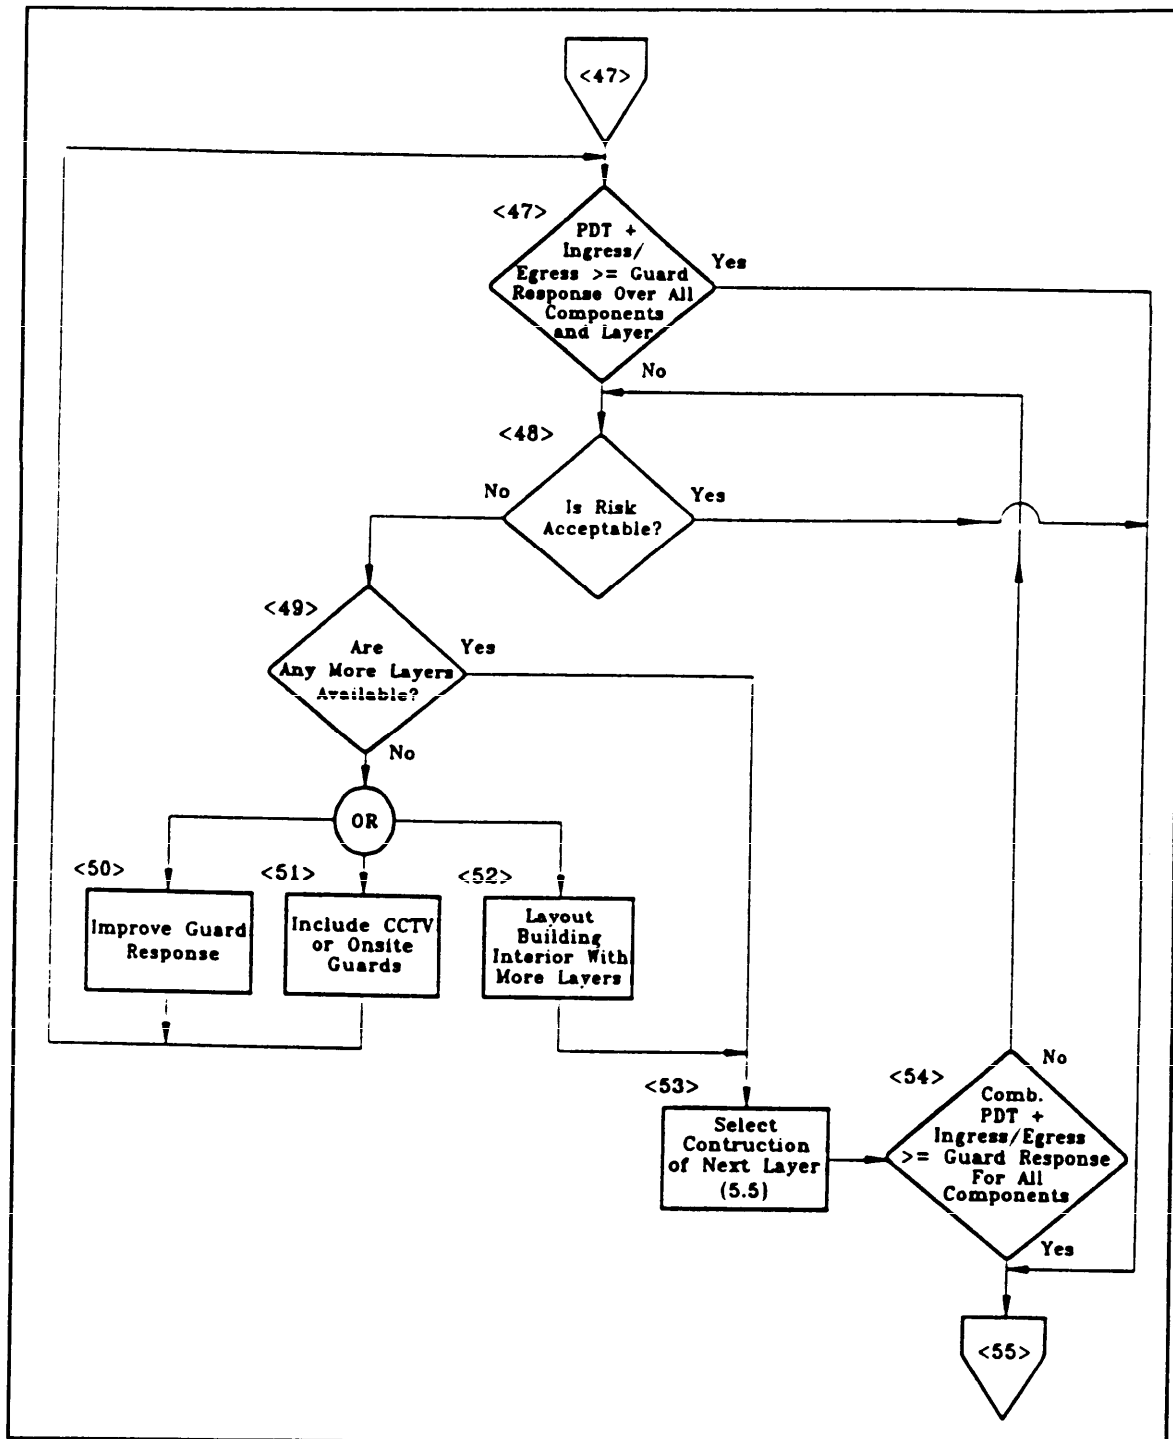 <47>
<47>
PDT +
Ingress/
Egress >= Guard
Response Over All
Components
and Layer
Yes
No
<48>
No
Yes
Is Risk
Acceptable?
<49>
Are
Any More Layers
Available?
Yes
No
OR
<50>
Improve Guard
Response
<51>
Include CCTV
or Onsite
Guards
<52>
Layout
Building
Interior With
More Layers
<53>
Select
Contruction
of Next Layer
(5.5)
<54>
No
Comb.
PDT +
Ingress/Egress
>= Guard Response
For All
Components
Yes
<55>